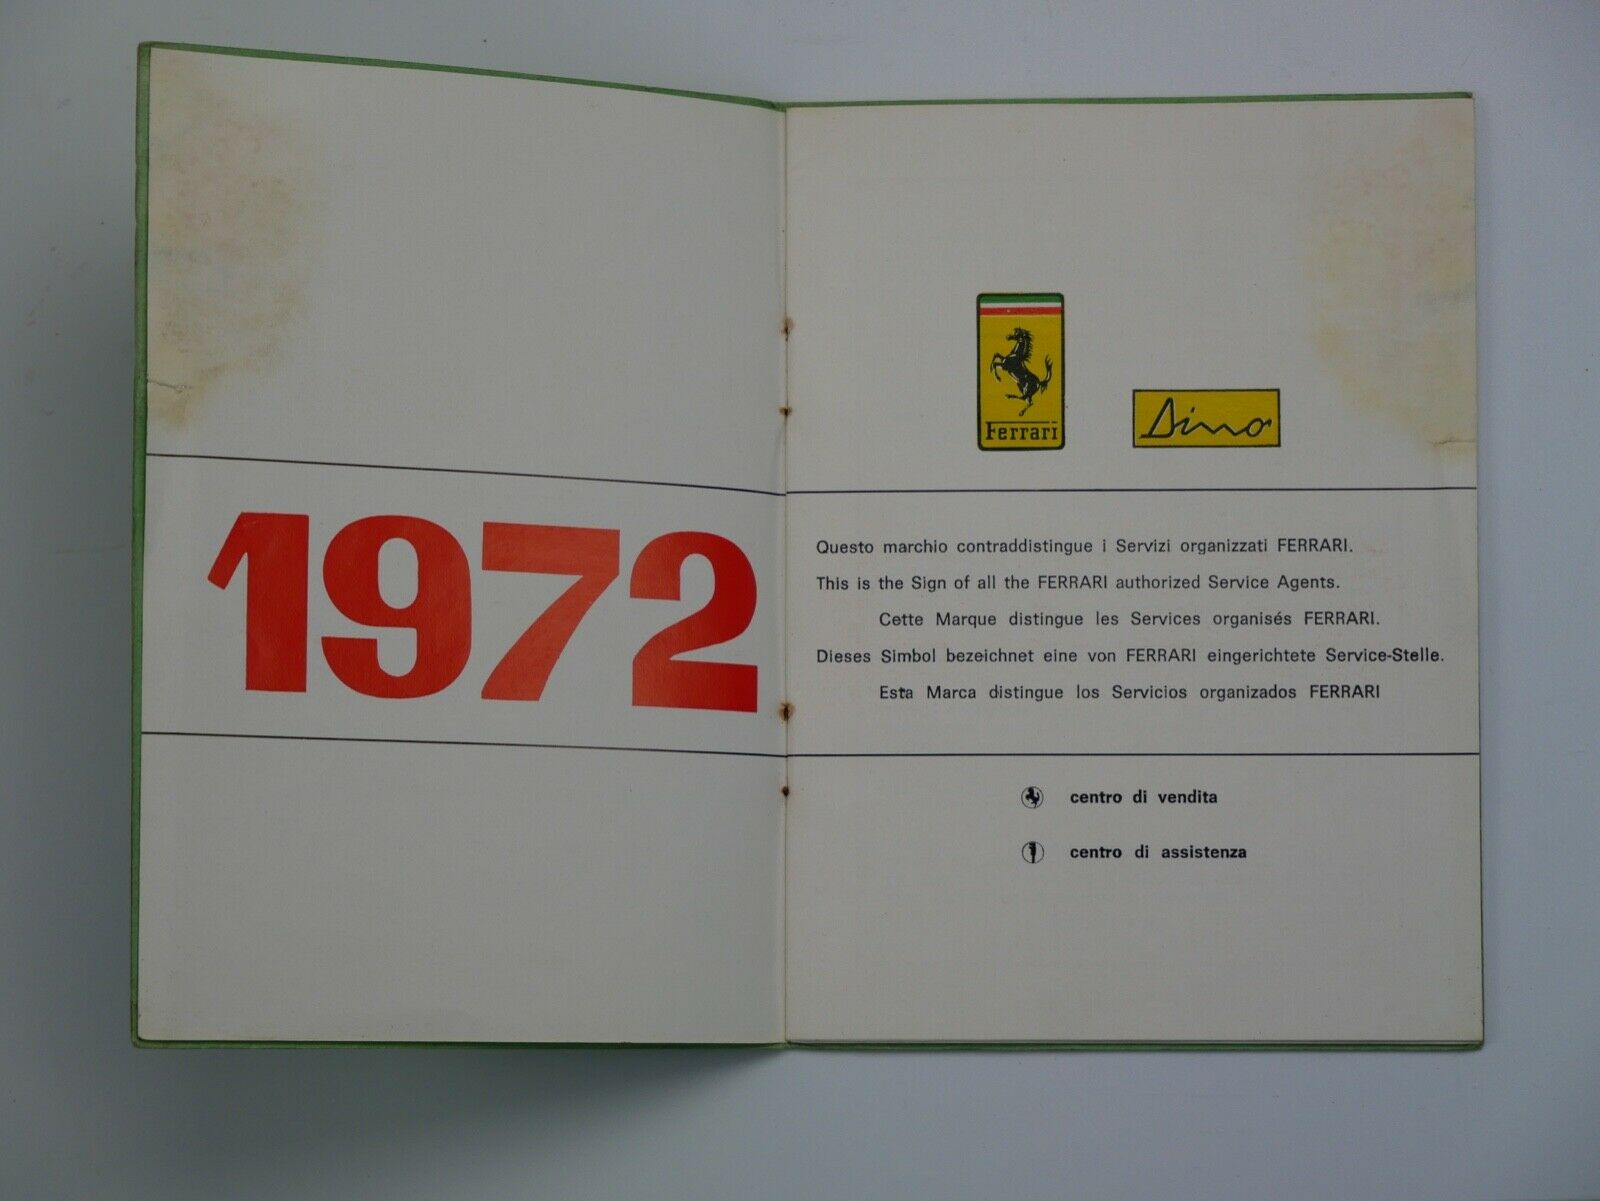 1972
Ferrari
Dino
Questo marchio contraddistingue i Servizi organizzati FERRARI.
This is the Sign of all the FERRARI authorized Service Agents.
Cette Marque distingue les Services organisés FERRARI.
Dieses Simbol bezeichnet eine von FERRARI eingerichtete Service-Stelle.
Esta Marca distingue los Servicios organizados FERRARI
centro di vendita
centro di assistenza